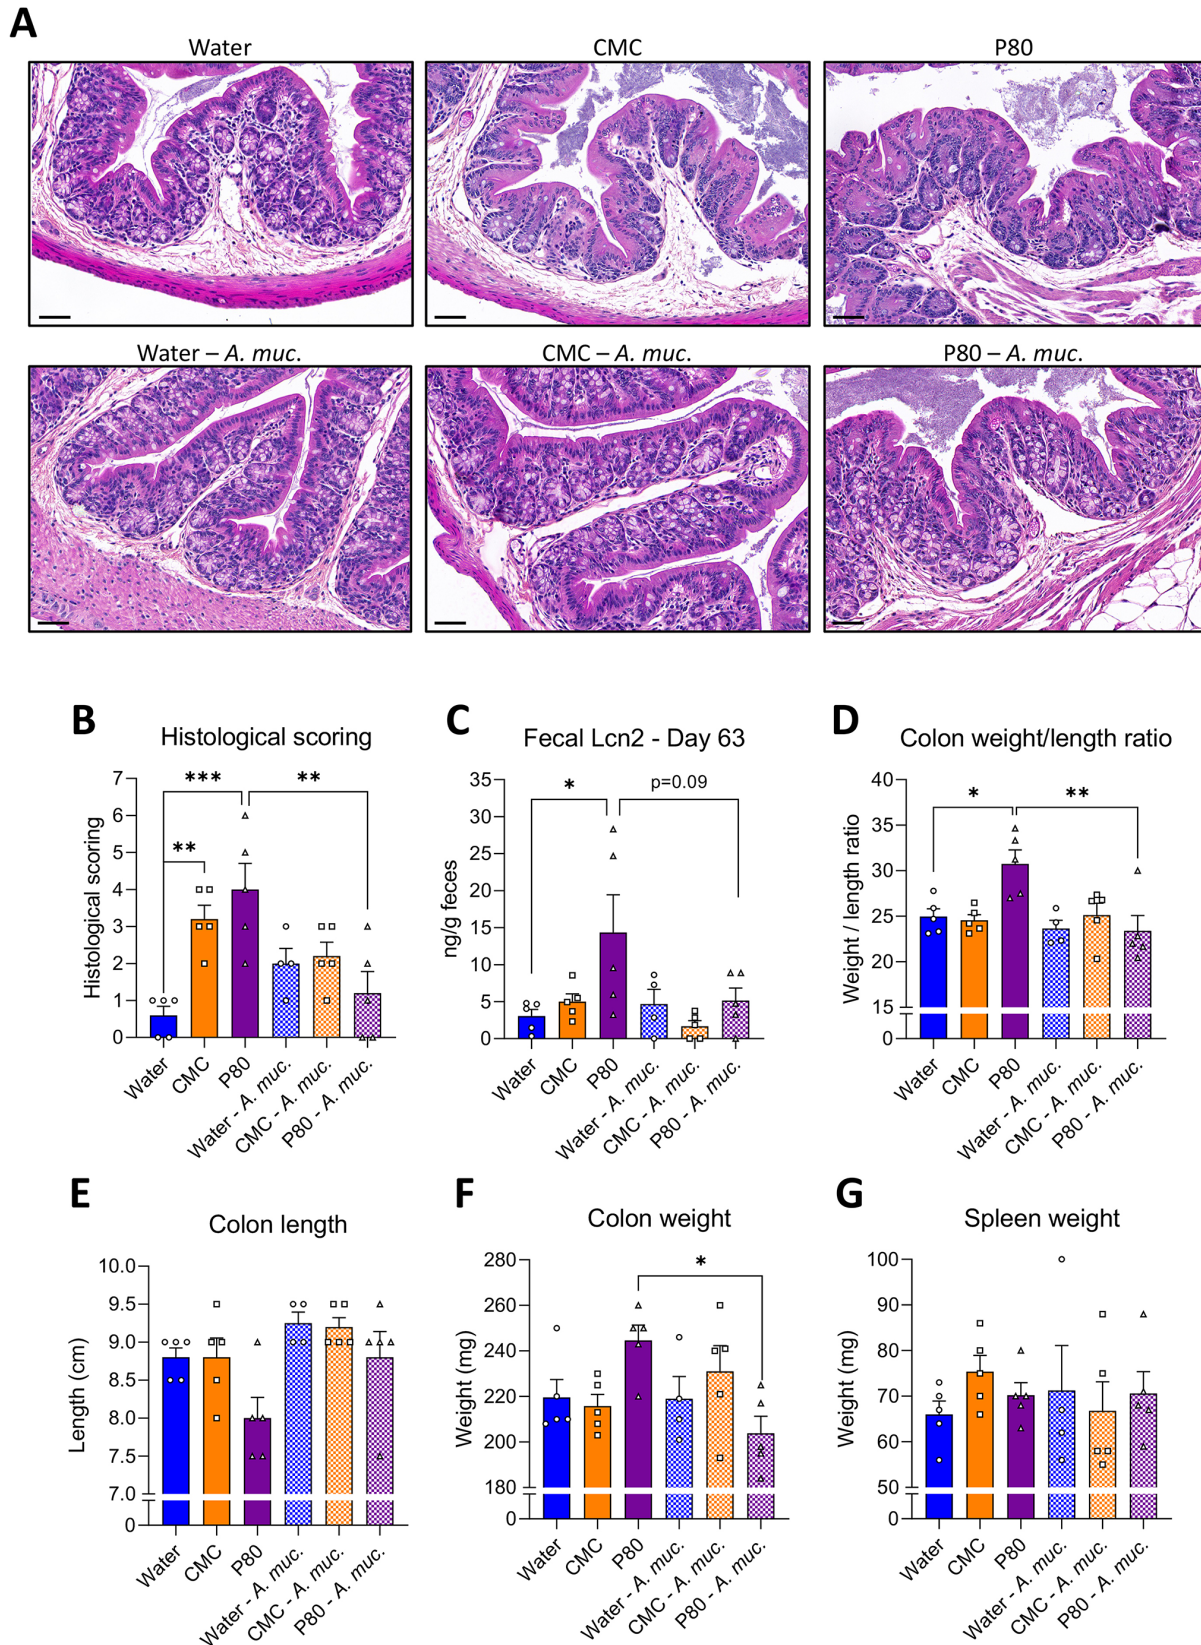 A
Water
CMC
P80
Water – A. muc.
CMC – A. muc.
P80 – A. muc.
B
Histological scoring
Histological scoring
7
6
5
4
3
2
1
0
***
**
**
Water
CMC
P80
Water - A. muc.
CMC - A. muc.
P80 - A. muc.
C
Fecal Lcn2 - Day 63
ng/g feces
35
30
25
20
15
10
5
0
*
p=0.09
Water
CMC
P80
Water - A. muc.
CMC - A. muc.
P80 - A. muc.
D
Colon weight/length ratio
Weight / length ratio
40
35
30
25
20
15
0
*
**
Water
CMC
P80
Water - A. muc.
CMC - A. muc.
P80 - A. muc.
E
Colon length
Length (cm)
10.0
9.5
9.0
8.5
8.0
7.5
7.0
0
Water
CMC
P80
Water - A. muc.
CMC - A. muc.
P80 - A. muc.
F
Colon weight
Weight (mg)
280
260
240
220
200
180
0
*
Water
CMC
P80
Water - A. muc.
CMC - A. muc.
P80 - A. muc.
G
Spleen weight
Weight (mg)
100
90
80
70
60
50
0
Water
CMC
P80
Water - A. muc.
CMC - A. muc.
P80 - A. muc.